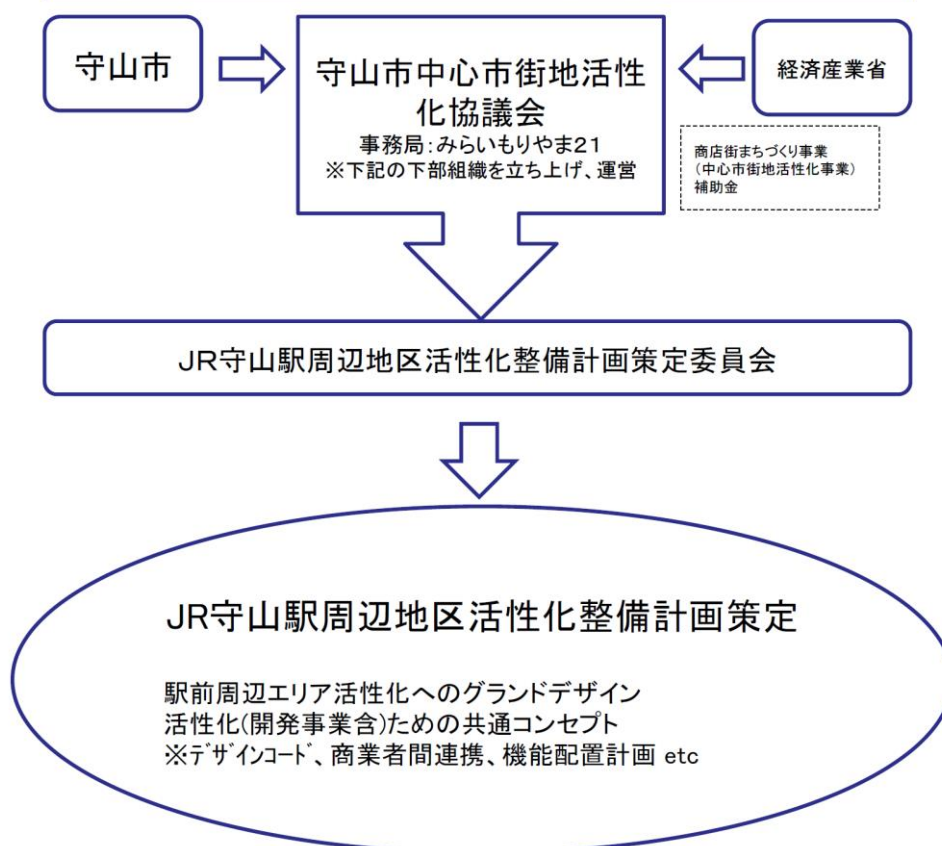 守山市
守山市中心市街地活性
化協議会
事務局:みらいもりやま21
※下記の下部組織を立ち上げ、運営
経済産業省
商店街まちづくり事業
(中心市街地活性化事業)
補助金
JR守山駅周辺地区活性化整備計画策定委員会
JR守山駅周辺地区活性化整備計画策定
駅前周辺エリア活性化へのグランドデザイン
活性化(開発事業含)ための共通コンセプト
※デザインコード、商業者間連携、機能配置計画 etc